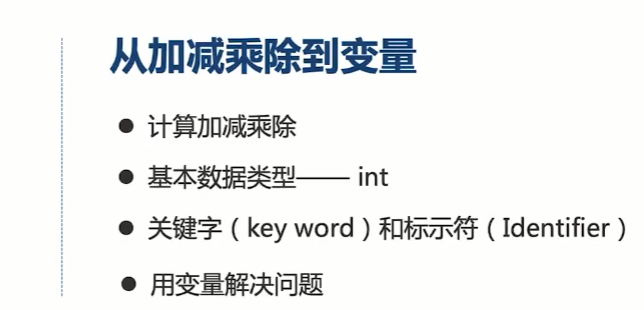 从加减乘除到变量
● 计算加减乘除
● 基本数据类型—— int
● 关键字（key word）和标示符（Identifier）
● 用变量解决问题